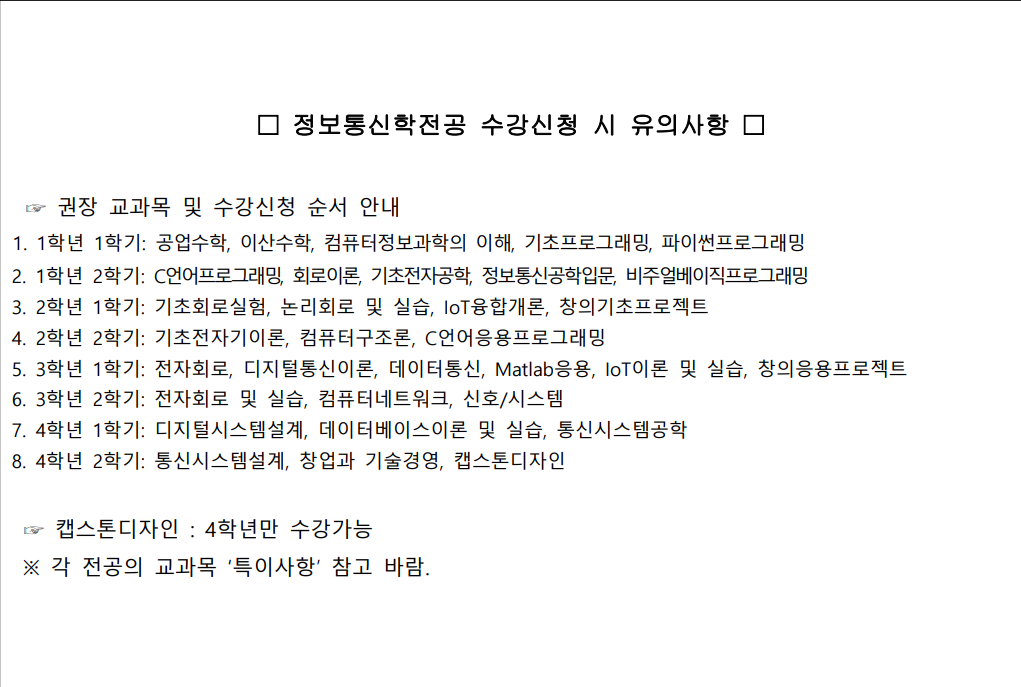 □ 정보통신학전공 수강신청 시 유의사항 □
☞ 권장 교과목 및 수강신청 순서 안내
1. 1학년 1학기: 공업수학, 이산수학, 컴퓨터정보과학의 이해, 기초프로그래밍, 파이썬프로그래밍
2. 1학년 2학기: C언어프로그래밍, 회로이론, 기초전자공학, 정보통신공학입문, 비주얼베이직프로그래밍
3. 2학년 1학기: 기초회로실험, 논리회로 및 실습, IoT융합개론, 창의기초프로젝트
4. 2학년 2학기: 기초전자기이론, 컴퓨터구조론, C언어응용프로그래밍
5. 3학년 1학기: 전자회로, 디지털통신이론, 데이터통신, Matlab응용, IoT이론 및 실습, 창의응용프로젝트
6. 3학년 2학기: 전자회로 및 실습, 컴퓨터네트워크, 신호/시스템
7. 4학년 1학기: 디지털시스템설계, 데이터베이스이론 및 실습, 통신시스템공학
8. 4학년 2학기: 통신시스템설계, 창업과 기술경영, 캡스톤디자인
☞ 캡스톤디자인 : 4학년만 수강가능
※ 각 전공의 교과목 '특이사항' 참고 바람.